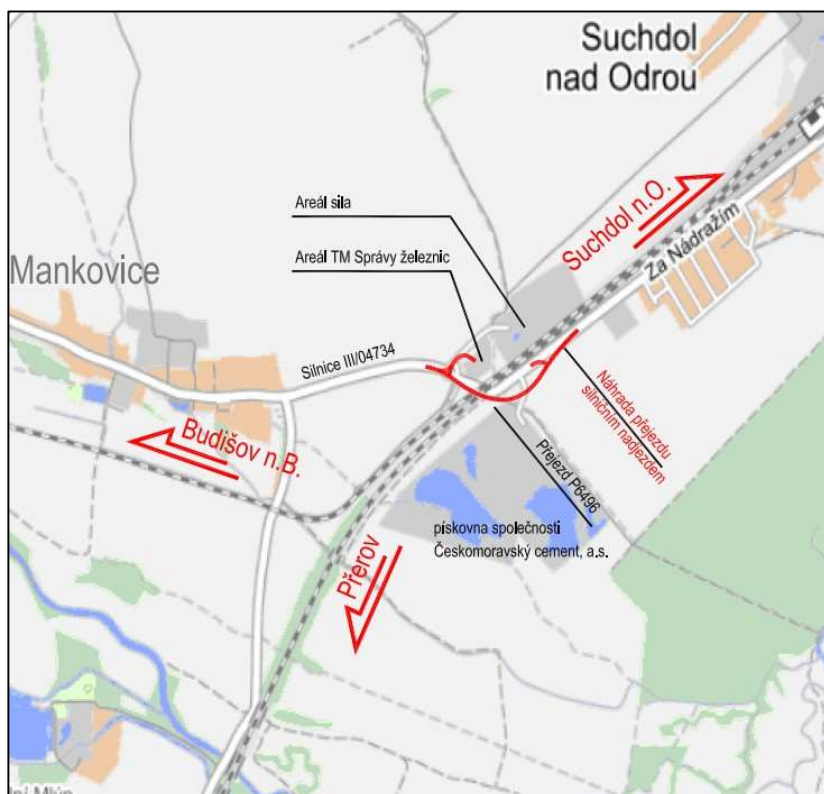 Suchdol
nad Odrou
Areál sila
Suchdol n.O.
Areál TM Správy železnic
Za Nádražím
Mankovice
Silnice III/04734
Náhrada přejezdu
silničním nadjezdem
Budišov n.B.
Přejezd P6496
pískovna společnosti
Českomoravský cement, a.s.
Přerov